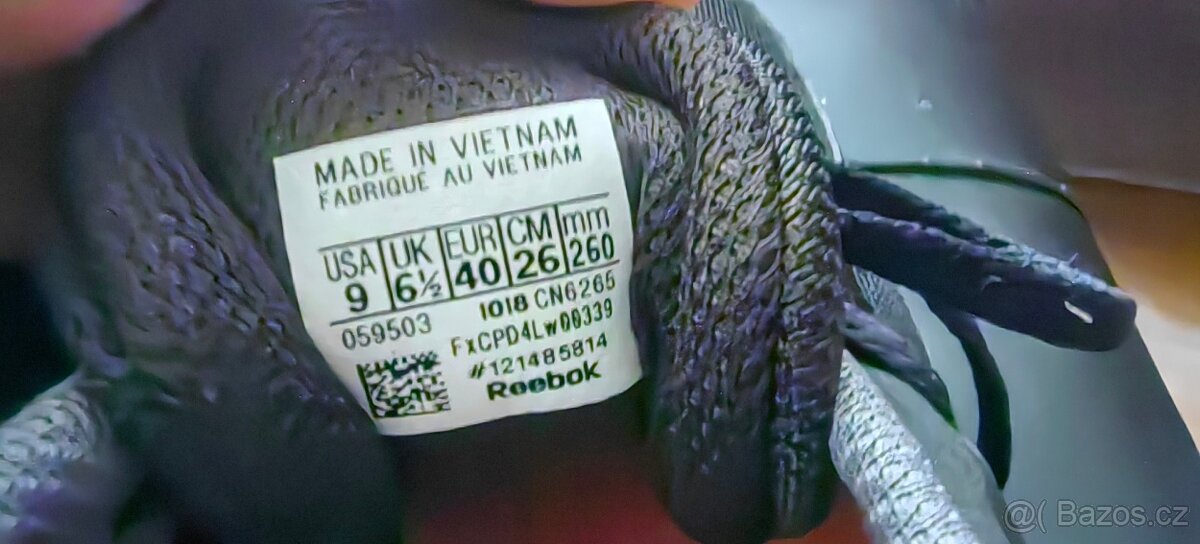 MADE IN VIETNAM
FABRIQUÉ AU VIETNAM
USA UK EUR CM mm
9 6½ 40 26 260
059503 1018 CN6265
FxCPD4Lw00339
#121485814
Reebok
@( Bazos.cz